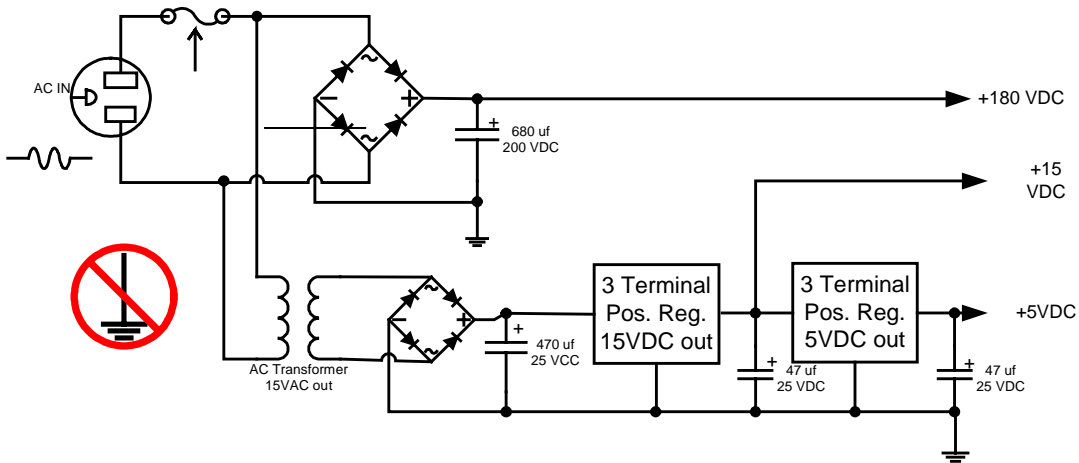 AC IN
+180 VDC
680 uf
200 VDC
+15
VDC
3 Terminal
Pos. Reg.
15VDC out
3 Terminal
Pos. Reg.
5VDC out
+5VDC
470 uf
25 VCC
AC Transformer
15VAC out
47 uf
25 VDC
47 uf
25 VDC